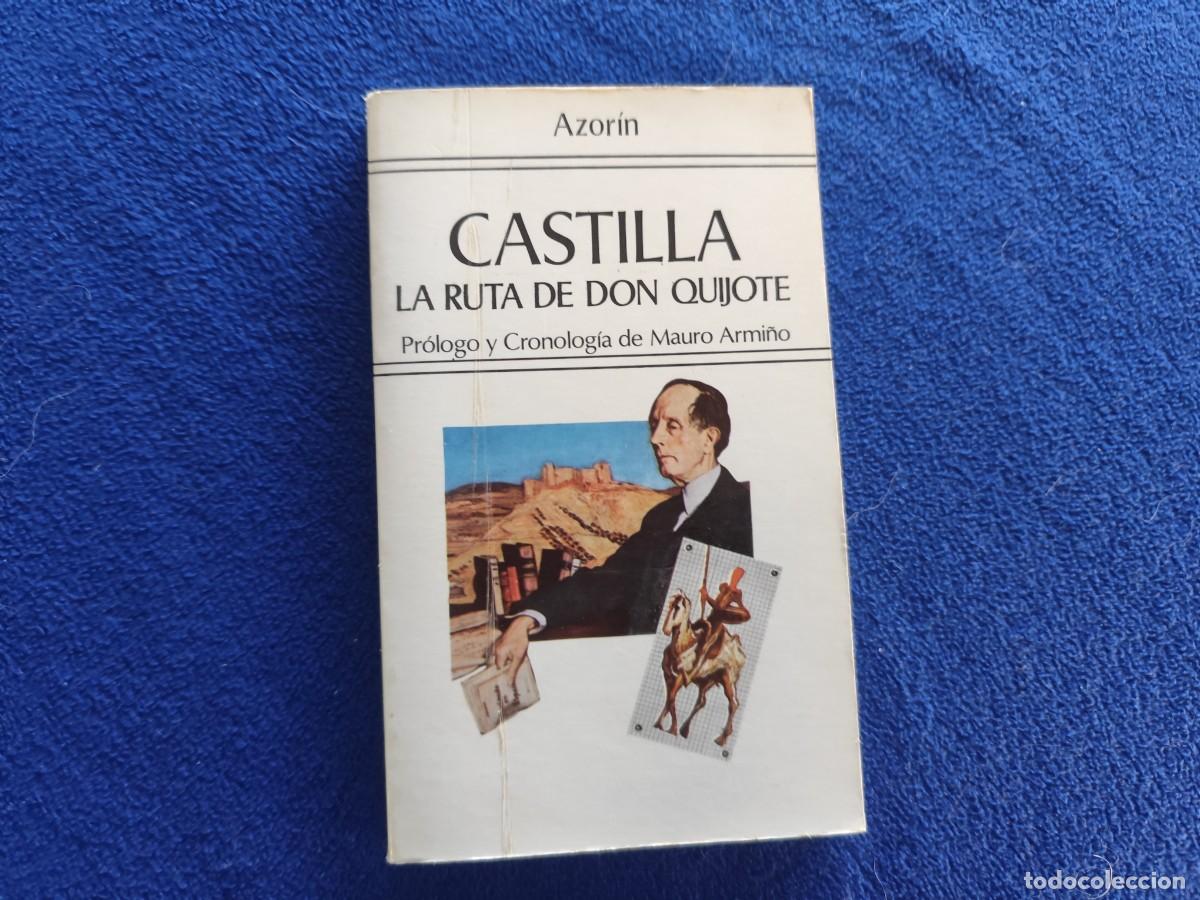 Azorín
CASTILLA
LA RUTA DE DON QUIJOTE
Prólogo y Cronología de Mauro Armiño
todocoleccion